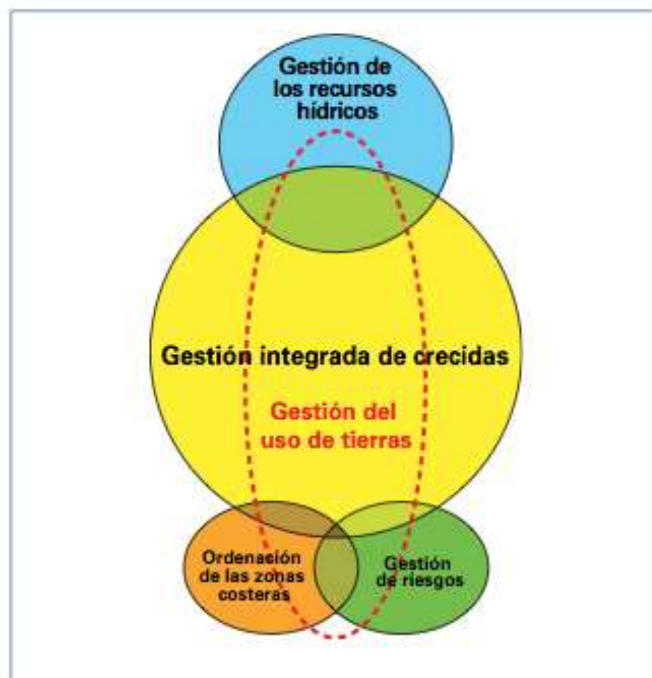 Gestión de
los recursos
hídricos
Gestión integrada de crecidas
Gestión del
uso de tierras
Ordenación
de las zonas
costeras
Gestión
de riesgos